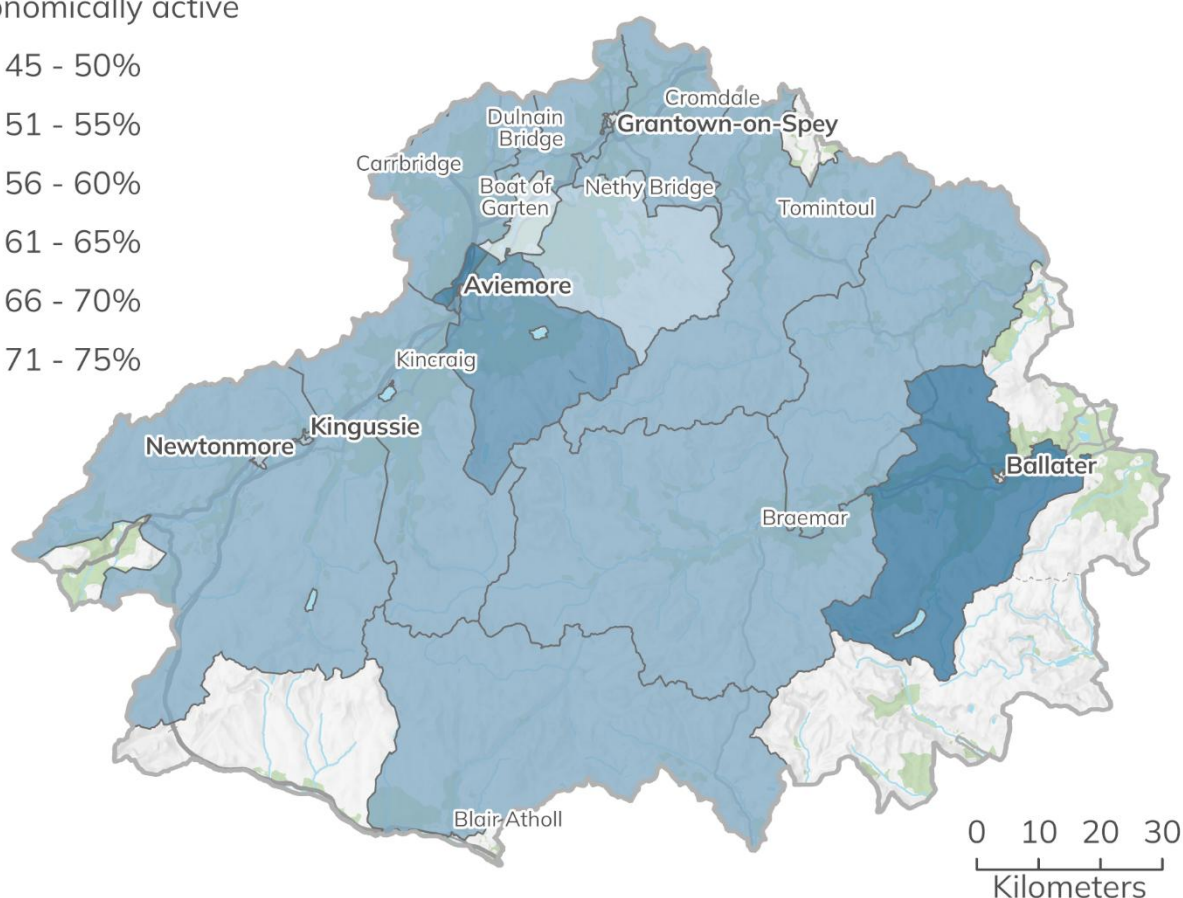 45 - 50%
51 - 55%
56 - 60%
61 - 65%
66 - 70%
71 - 75%
active
Cromdale
Grantown-on-Spey
Dulnain
Bridge
Carrbridge
Boat of
Garten
Nethy Bridge
Tomintoul
Aviemore
Kincraig
Kingussie
Newtonmore
Ballater
Braemar
Blair Atholl
0 10 20 30
Kilometers